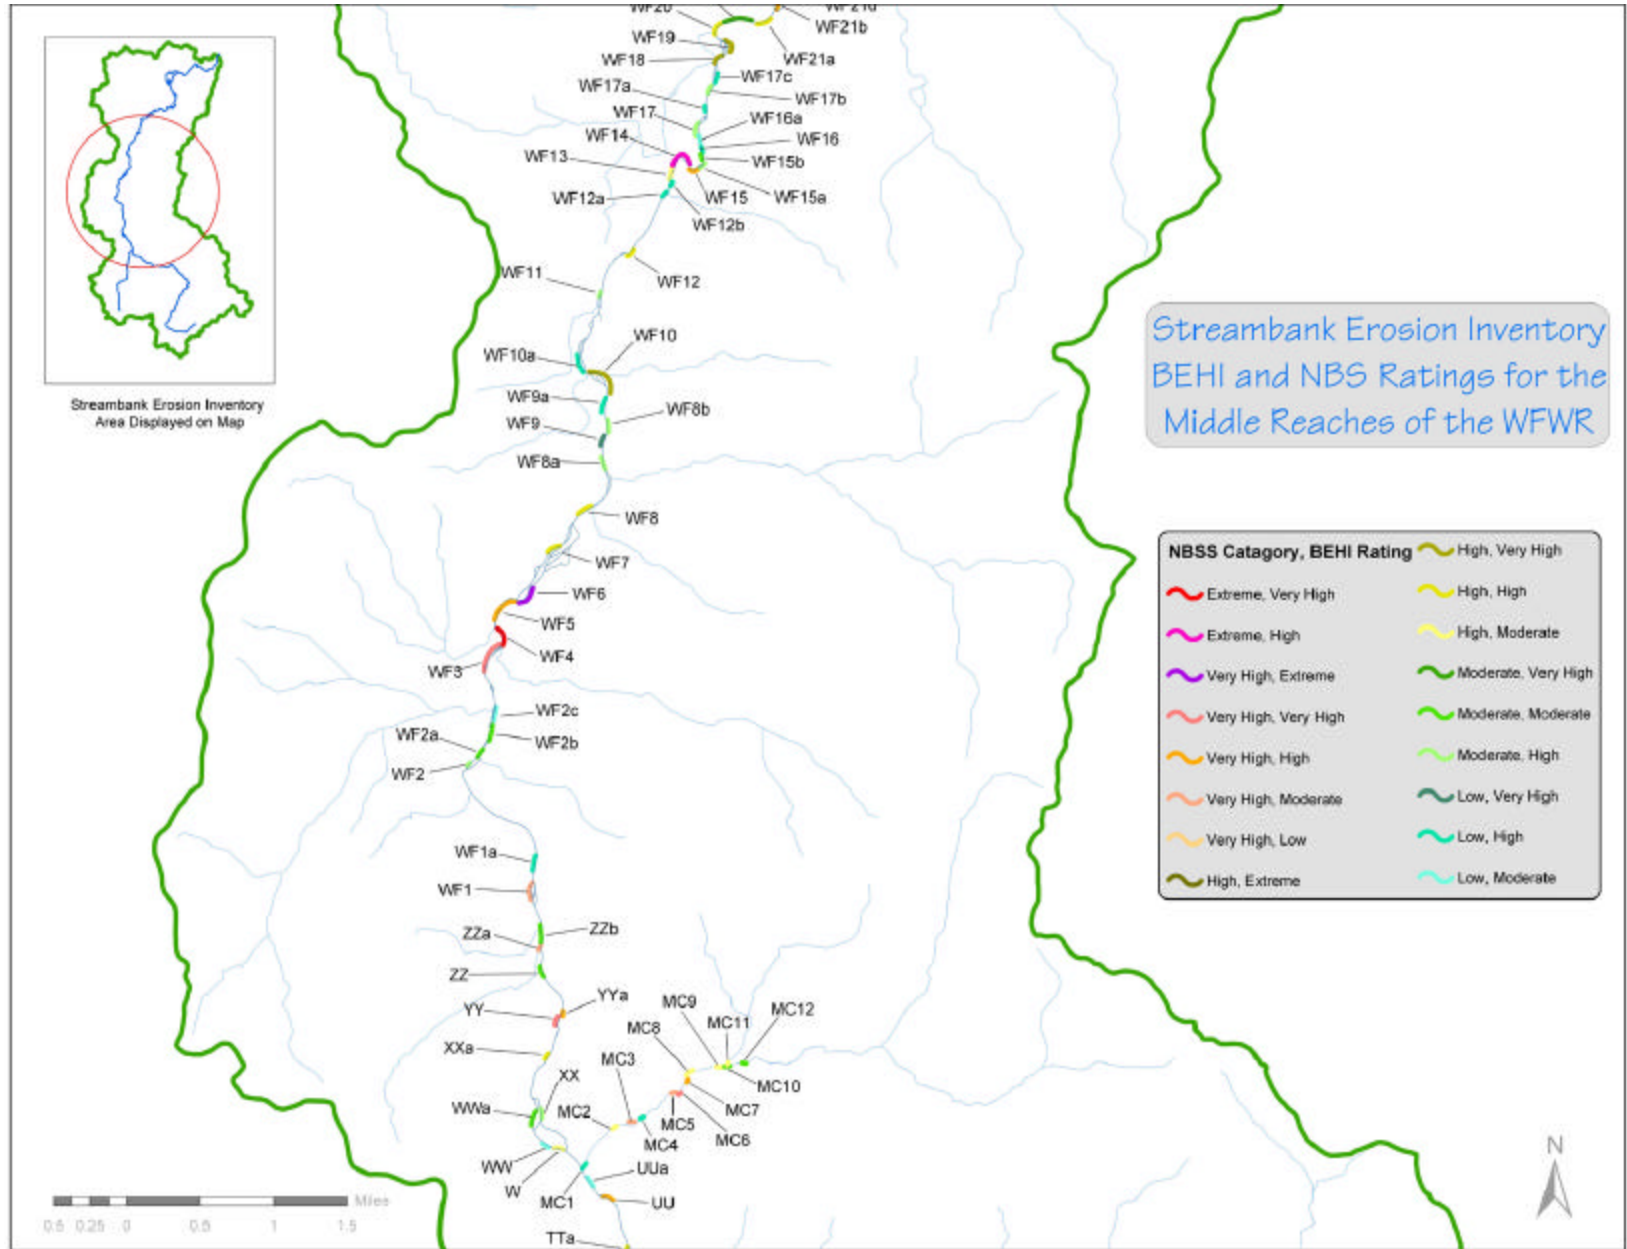 WF20
WF21d
WF21b
WF19
WF21a
WF18
WF17c
WF17a
WF17b
WF17
WF16a
WF14
WF16
WF13
WF15b
WF12a
WF15
WF15a
WF12b
WF11
WF12
WF10
WF10a
WF9a
WF8b
WF9
WF8a
WF8
WF7
WF6
WF5
WF4
WF3
WF2c
WF2a
WF2b
WF2
WF1a
WF1
ZZa
ZZb
ZZ
YYa
YY
XXa
XX
WWa
WW
W
MC9
MC12
MC11
MC8
MC3
MC10
MC2
MC7
MC5
MC6
MC4
UUa
MC1
UU
TTa
Streambank Erosion Inventory
Area Displayed on Map
Streambank Erosion Inventory
BEHI and NBS Ratings for the
Middle Reaches of the WFWR
NBSS Catagory, BEHI Rating
Extreme, Very High
Extreme, High
Very High, Extreme
Very High, Very High
Very High, High
Very High, Moderate
Very High, Low
High, Extreme
High, Very High
High, High
High, Moderate
Moderate, Very High
Moderate, Moderate
Moderate, High
Low, Very High
Low, High
Low, Moderate
N
Miles
0.5 0.25 0 0.5 1 1.5